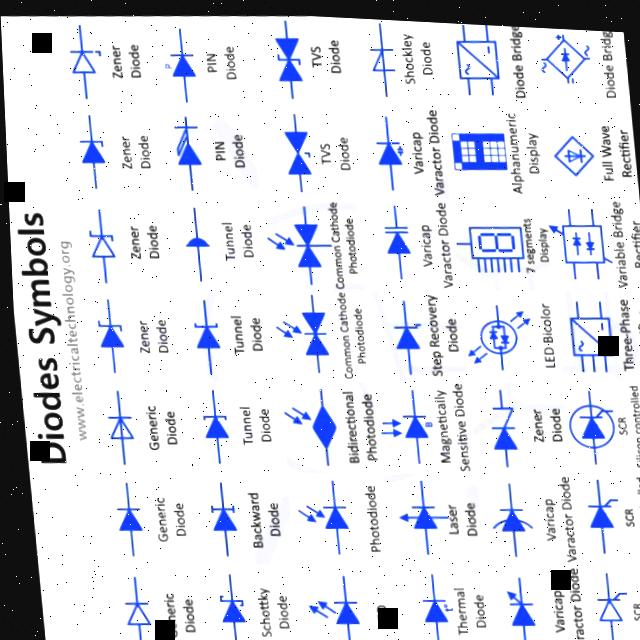 Diodes Symbols
www.electricaltechnology.org
Diode
Generic
Diode
Generic
Diode
Zener
Diode
Zener
Diode
Zener
Diode
Zener
Diode
Schottky
Diode
Backward
Diode
Tunnel
Diode
Tunnel
Diode
Tunnel
Diode
PIN
Diode
P
PIN
Diode
Photodiode
Bidirectional
Photodiode
Common Cathode
Photodiode
Common Cathode
Photodiode
TVS
Diode
TVS
Diode
t°
Thermal
Diode
Laser
Diode
B
Magnetically
Sensitive Diode
Step Recovery
Diode
Varicap
Varactor Diode
Varicap
Varactor Diode
Shockley
Diode
Varicap
Diode
Varicap
Varactor Diode
Zener
Diode
LED Bicolor
7 segments
Display
Alphanumeric
Display
Diode Bridge
SCR
SCR
SCR
Three-Phase
Variable Bridge
Rectifier
Full Wave
Rectifier
Diode